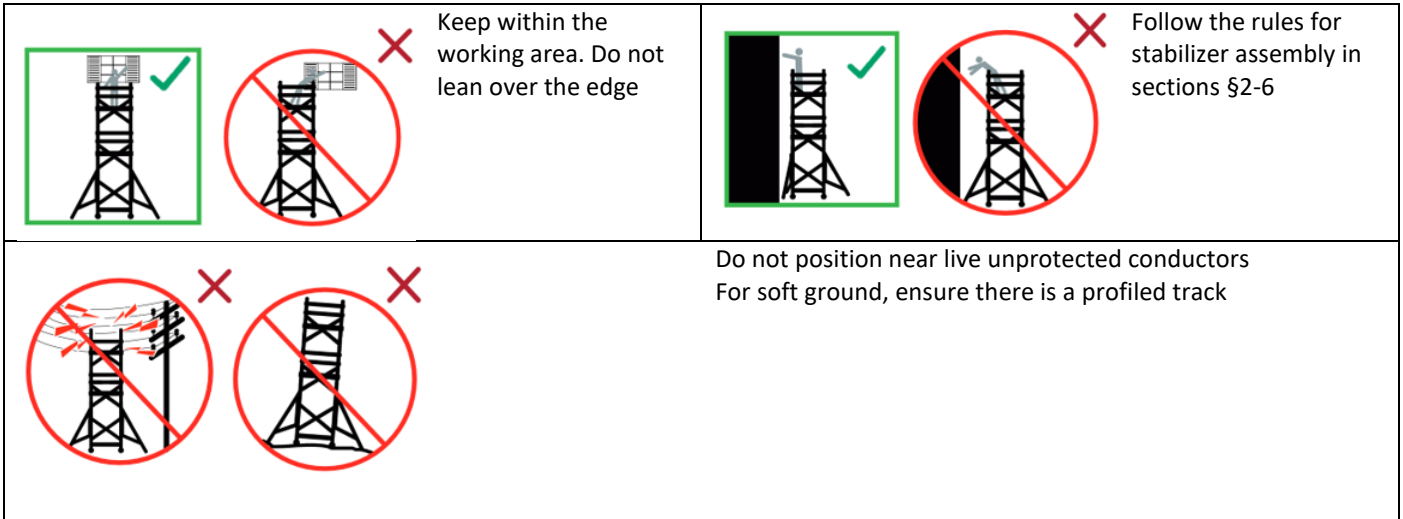 Keep within the
working area. Do not
lean over the edge
Follow the rules for
stabilizer assembly in
sections §2-6
Do not position near live unprotected conductors
For soft ground, ensure there is a profiled track